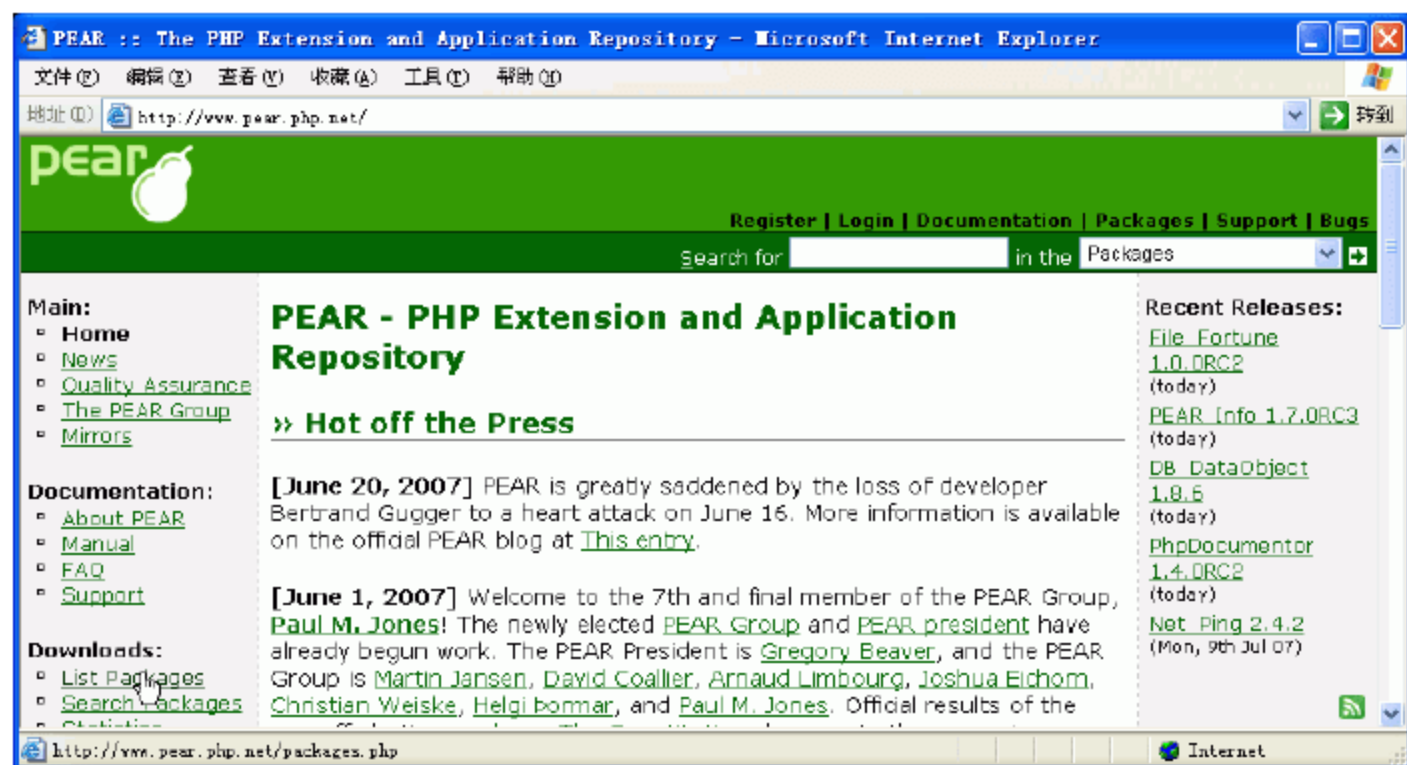 PEAR :: The PHP Extension and Application Repository - Microsoft Internet Explorer
文件(F) 编辑(E) 查看(V) 收藏(A) 工具(T) 帮助(H)
地址(D) http://www.pear.php.net/ 转到
pear
Register | Login | Documentation | Packages | Support | Bugs
Search for in the Packages
Main:
Home
News
Quality Assurance
The PEAR Group
Mirrors
Documentation:
About PEAR
Manual
FAQ
Support
Downloads:
List Packages
Search Packages
Statistics
PEAR - PHP Extension and Application
Repository
» Hot off the Press
[June 20, 2007] PEAR is greatly saddened by the loss of developer
Bertrand Gugger to a heart attack on June 16. More information is available
on the official PEAR blog at This entry.
[June 1, 2007] Welcome to the 7th and final member of the PEAR Group,
Paul M. Jones! The newly elected PEAR Group and PEAR president have
already begun work. The PEAR President is Gregory Beaver, and the PEAR
Group is Martin Jansen, David Coallier, Arnaud Limbourg, Joshua Eichorn,
Christian Weiske, Helgi Þormar, and Paul M. Jones. Official results of the
Recent Releases:
File_Fortune
1.0.0RC2
(today)
PEAR_Info 1.7.0RC3
(today)
DB_DataObject
1.8.6
(today)
PhpDocumentor
1.4.0RC2
(today)
Net_Ping 2.4.2
(Mon, 9th Jul 07)
http://www.pear.php.net/packages.php
Internet